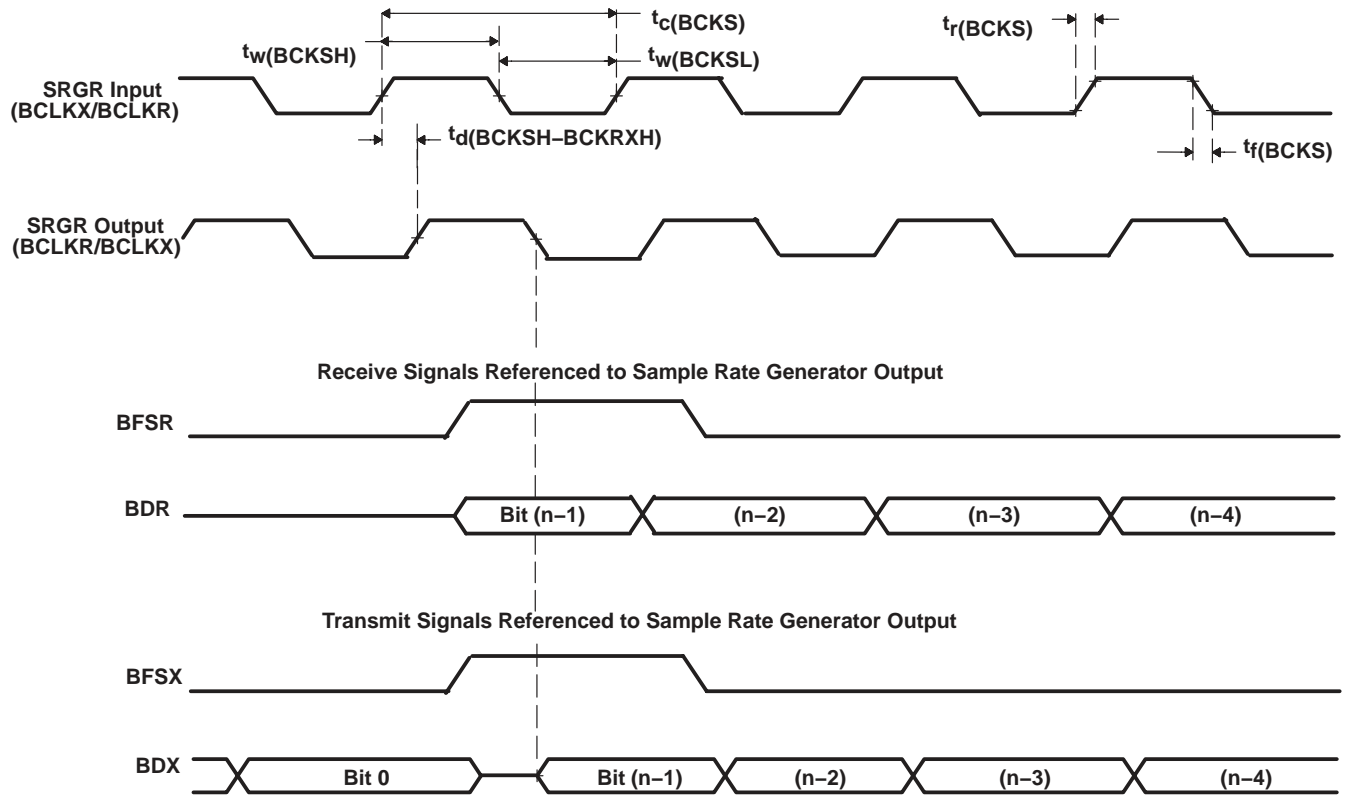 tc(BCKS)
tr(BCKS)
tw(BCKSH)
tw(BCKSL)
SRGR Input
(BCLKX/BCLKR)
td(BCKSH–BCKRXH)
tf(BCKS)
SRGR Output
(BCLKR/BCLKX)
Receive Signals Referenced to Sample Rate Generator Output
BFSR
BDR
Bit (n–1)
(n–2)
(n–3)
(n–4)
Transmit Signals Referenced to Sample Rate Generator Output
BFSX
BDX
Bit 0
Bit (n–1)
(n–2)
(n–3)
(n–4)